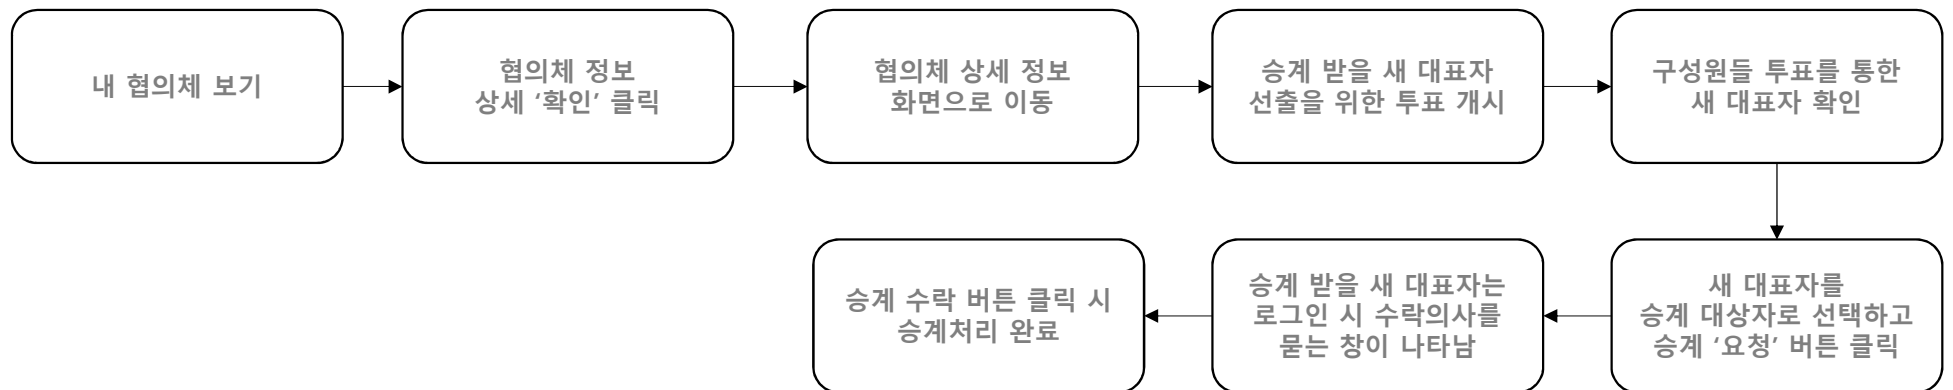 내 협의체 보기
협의체 정보
상세 ‘확인’ 클릭
협의체 상세 정보
화면으로 이동
승계 받을 새 대표자
선출을 위한 투표 개시
구성원들 투표를 통한
새 대표자 확인
새 대표자를
승계 대상자로 선택하고
승계 ‘요청’ 버튼 클릭
승계 받을 새 대표자는
로그인 시 수락의사를
묻는 창이 나타남
승계 수락 버튼 클릭 시
승계처리 완료